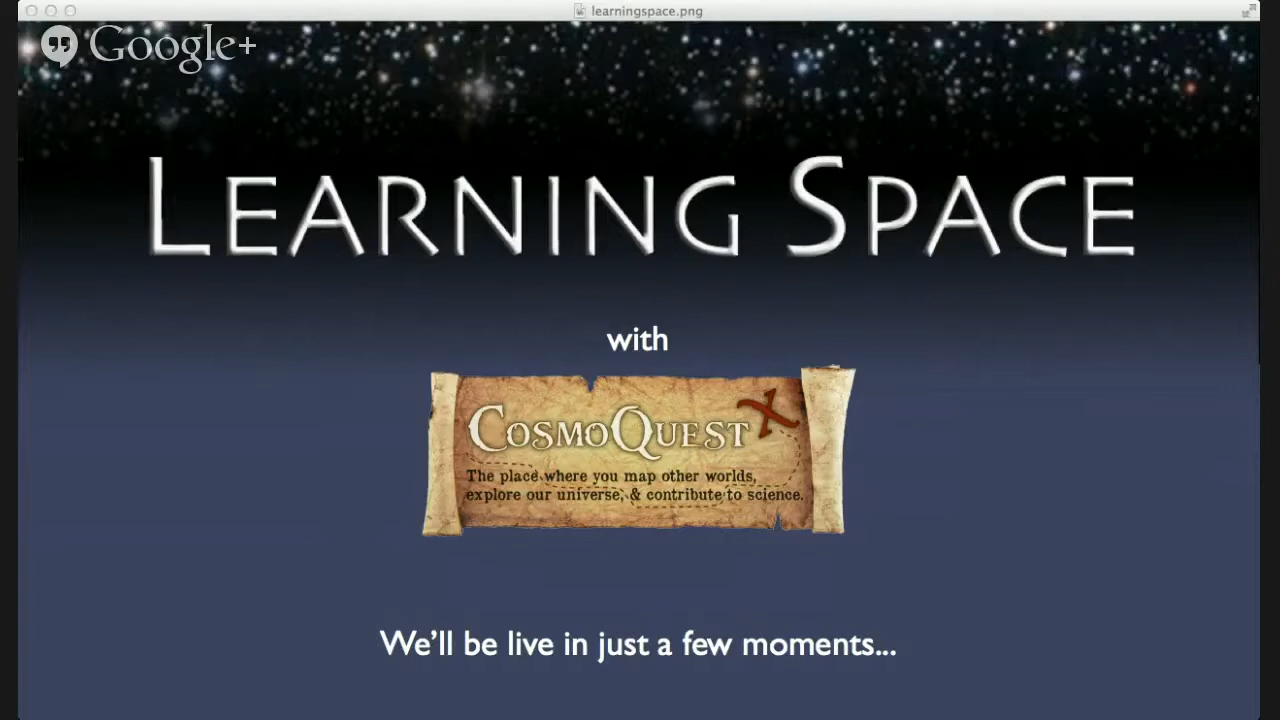 learningspace.png
Google+
LEARNING SPACE
with
COSMOQUEST X
The place where you map other worlds,
explore our universe, & contribute to science.
We'll be live in just a few moments...